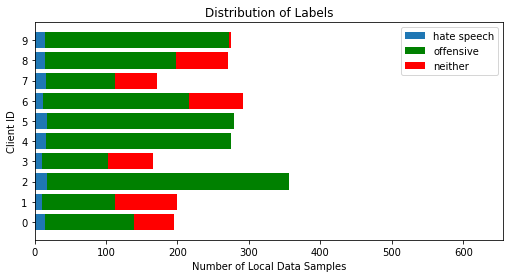 Distribution of Labels
hate speech
offensive
neither
Client ID
9
8
7
6
5
4
3
2
1
0
0 100 200 300 400 500 600
Number of Local Data Samples